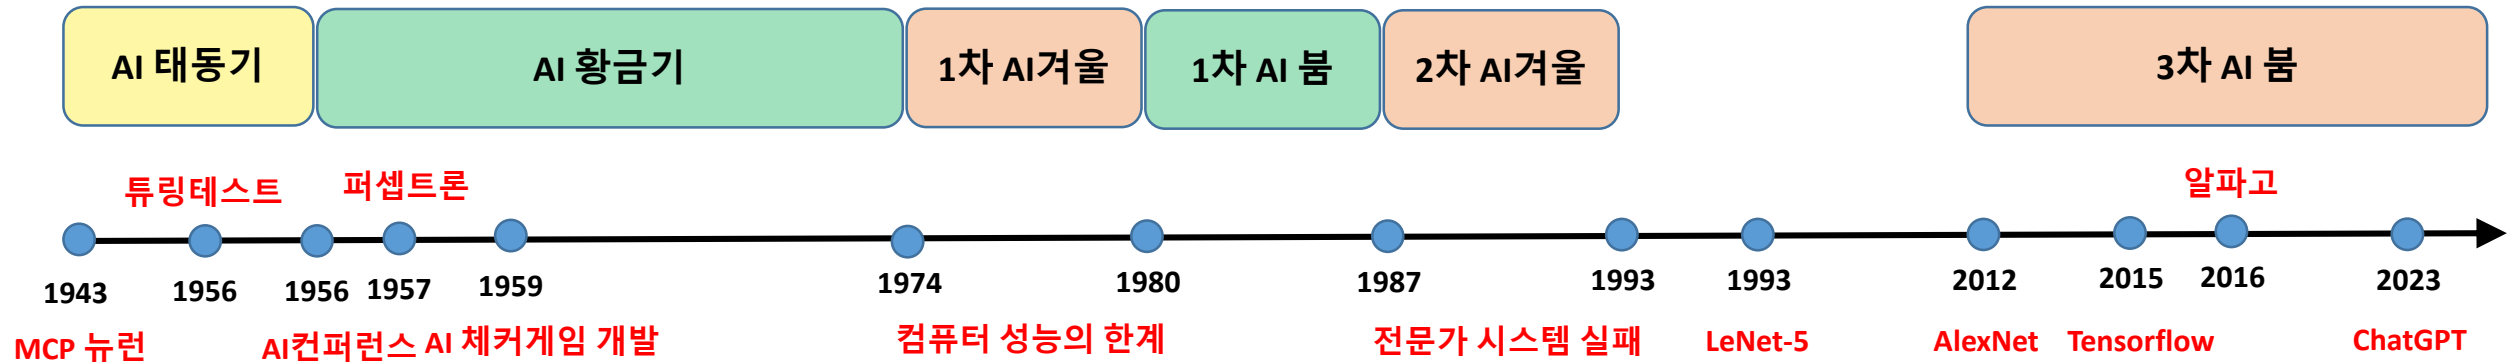 AI 태동기
AI 황금기
1차 AI겨울
1차 AI 붐
2차 AI겨울
3차 AI 붐
튜링테스트
퍼셉트론
알파고
1943
1956
1956
1957
1959
1974
1980
1987
1993
1993
2012
2015
2016
2023
MCP 뉴런
AI컨퍼런스
AI 체커게임 개발
컴퓨터 성능의 한계
전문가 시스템 실패
LeNet-5
AlexNet
Tensorflow
ChatGPT